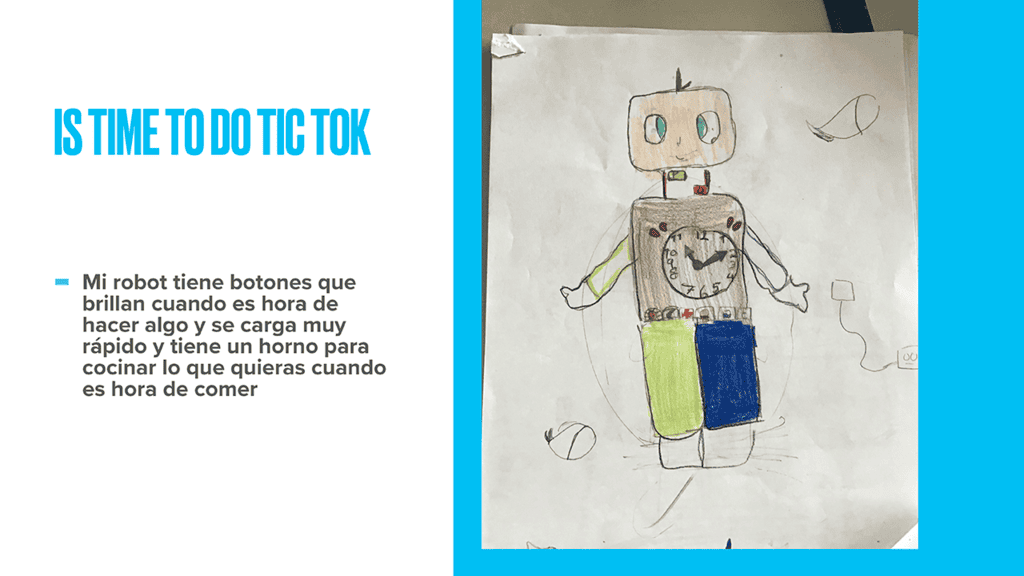 IS TIME TO DO TIC TOK
Mi robot tiene botones que
brillan cuando es hora de
hacer algo y se carga muy
rápido y tiene un horno para
cocinar lo que quieras cuando
es hora de comer